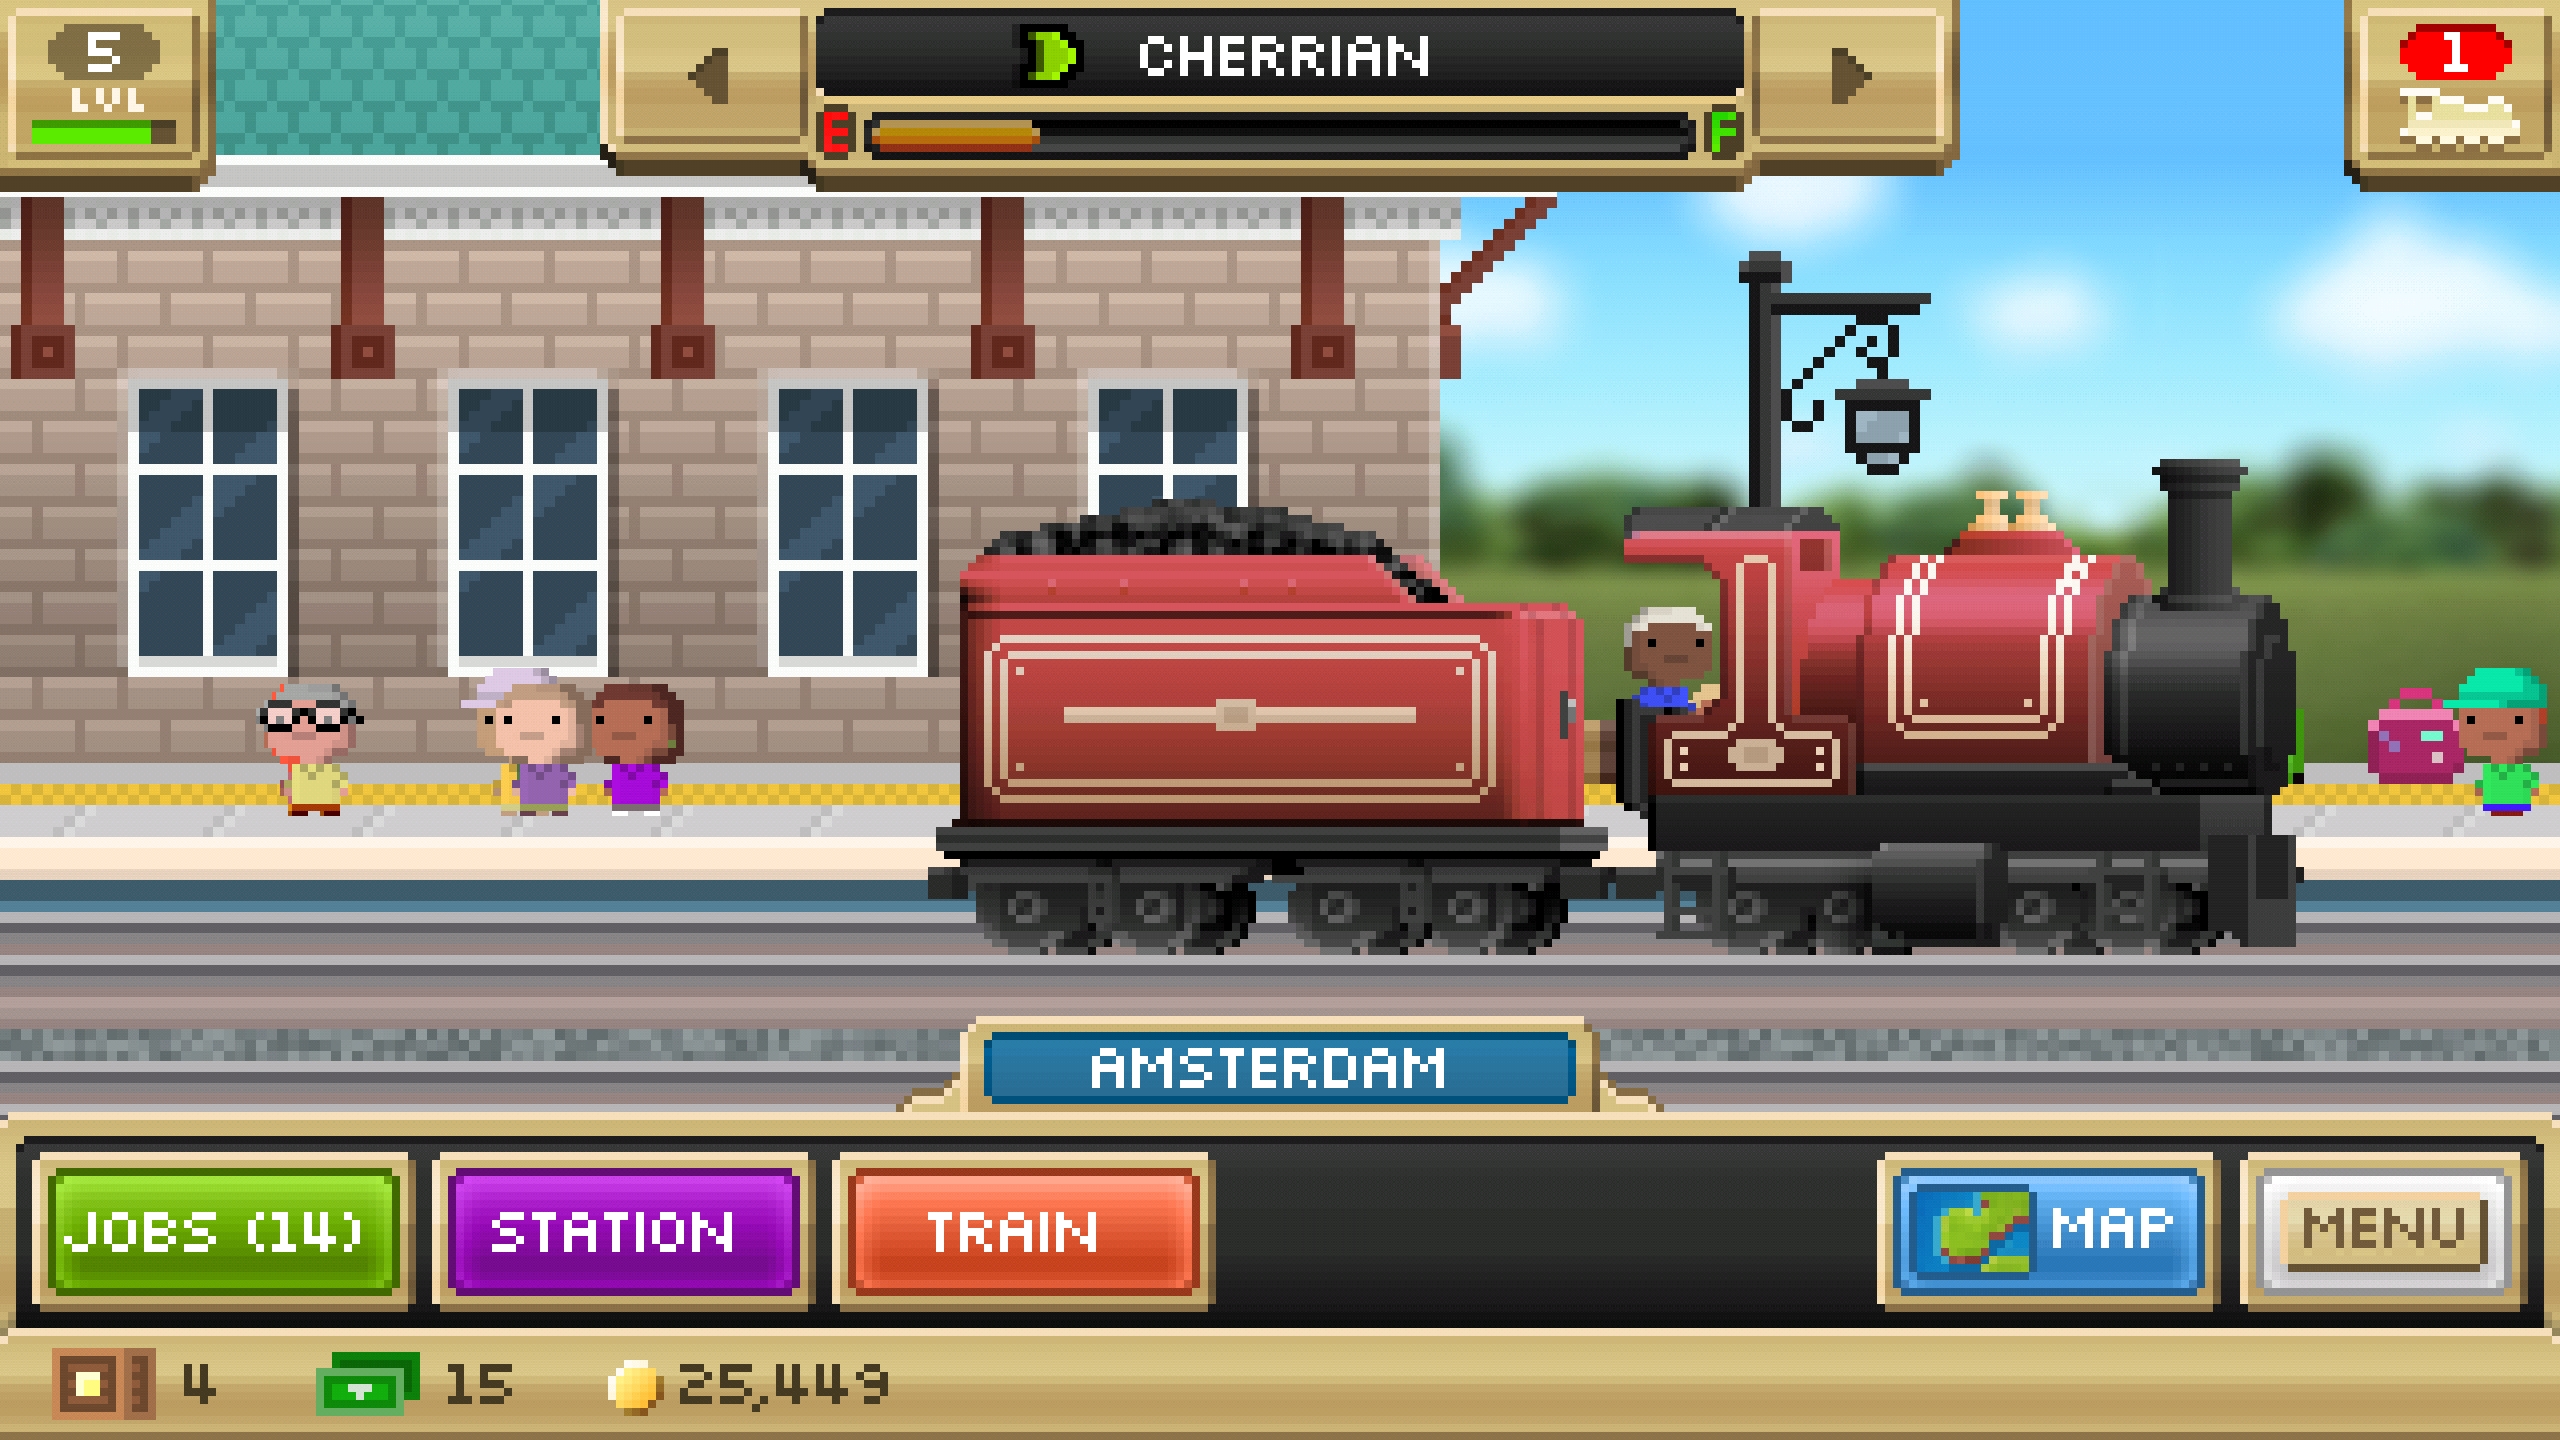 5
LVL
CHERRIAN
1
E F
AMSTERDAM
JOBS (14)
STATION
TRAIN
MAP
MENU
4
15
25,449